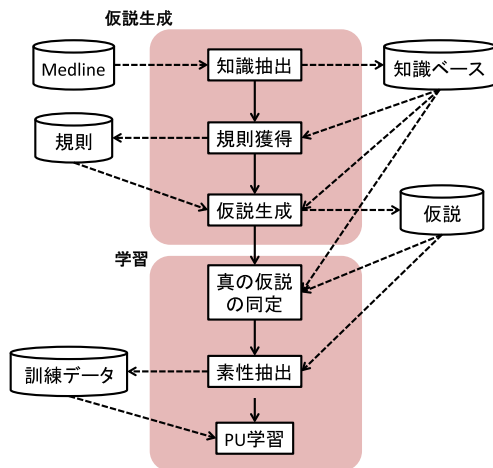 仮説生成
Medline
知識抽出
知識ベース
規則
規則獲得
仮説生成
仮説
学習
真の仮説
の同定
訓練データ
素性抽出
PU学習